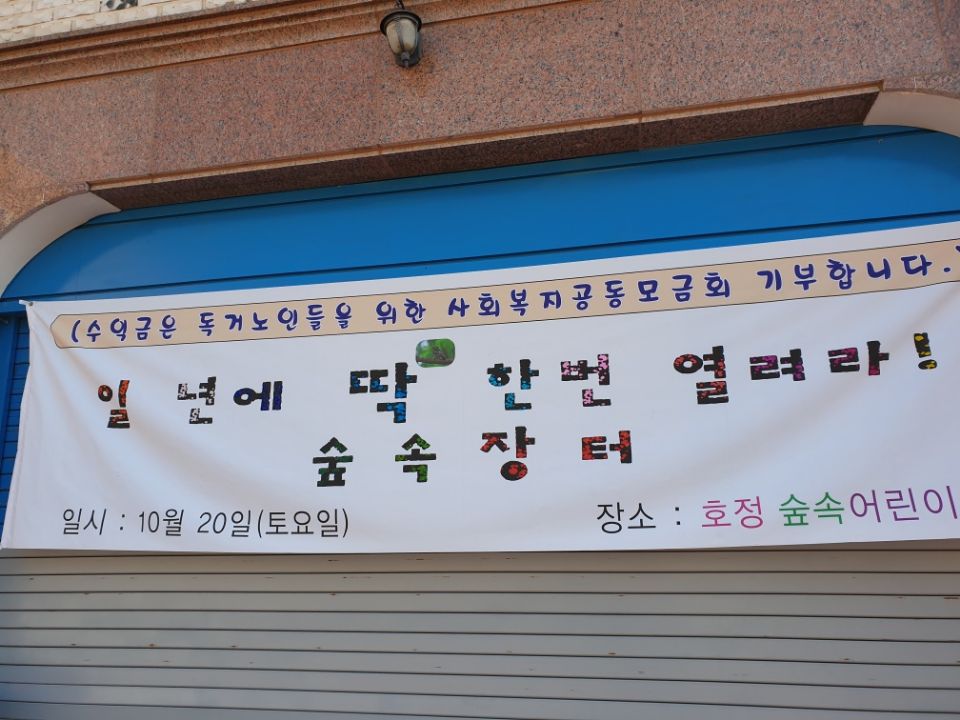 (수익금은 독거노인들을 위한 사회복지공동모금회 기부합니다.
일 년에 딱 한번 열려라!
숲속장터
일시 : 10월 20일(토요일)
장소 : 호정 숲속어린이